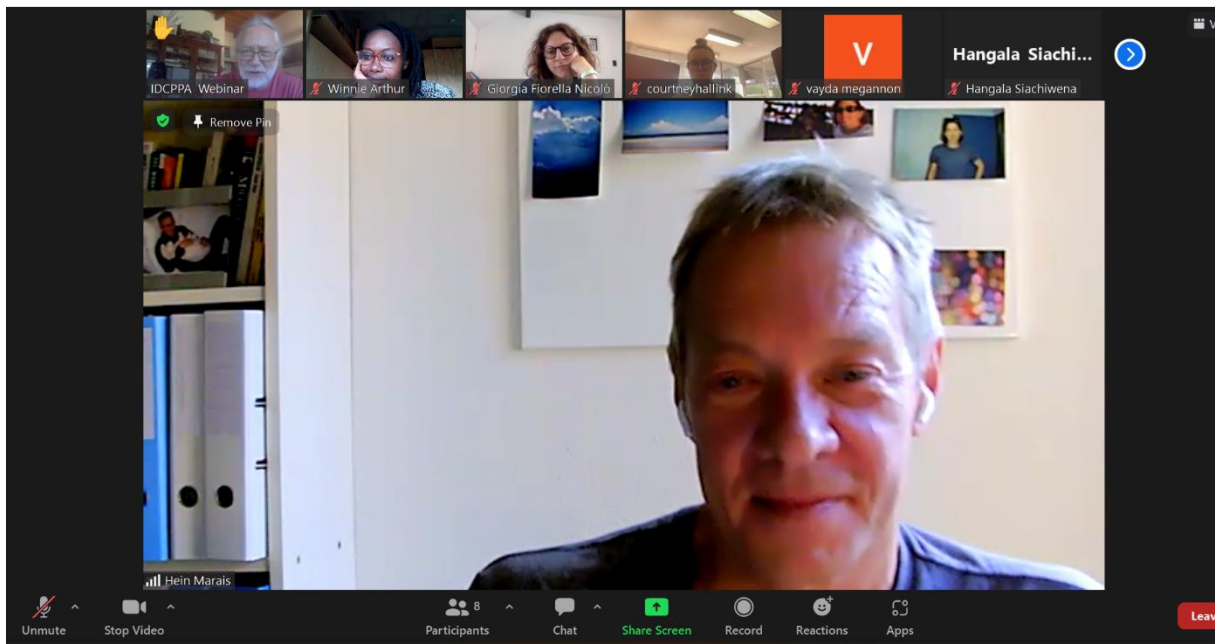 IDCPPA Webinar
Winnie Arthur
Giorgia Fiorella Nicolò
courtneyhallink
V
vayda megannon
Hangala Siachi...
Hangala Siachiwena
V
Remove Pin
Hein Marais
Unmute
Stop Video
8
Participants
Chat
Share Screen
Record
Reactions
Apps
Leav